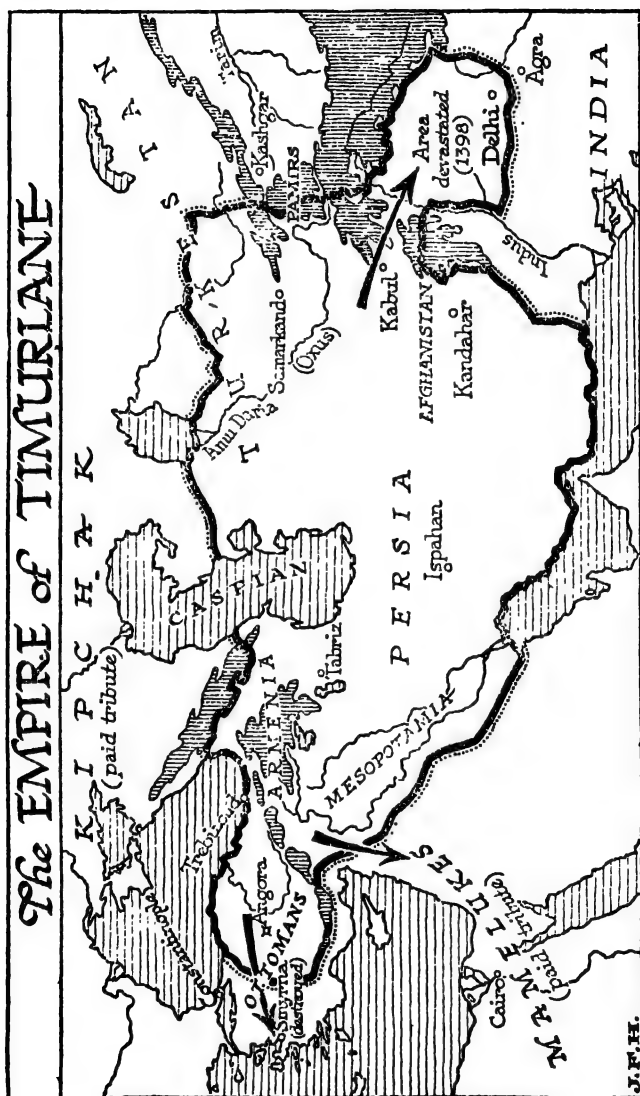 The EMPIRE of TIMURIANE
KIPCHAK
(paid tribute)
TURKESTAN
Tarim
Kashgar
PAMIRS
Samarkand
(Oxus)
Amu Daria
CASPIAN
Constantinople
Trebizond
Angora
OTTOMANS
Smyrna
(destroyed)
ARMENIA
Tabriz
MESOPOTAMIA
PERSIA
Ispahan
Kabul
AFGHANISTAN
Kandahar
Area
devastated
(1398)
Delhi
Agra
Indus
INDIA
MAMELUKES
(paid tribute)
Cairo
J.F.H.